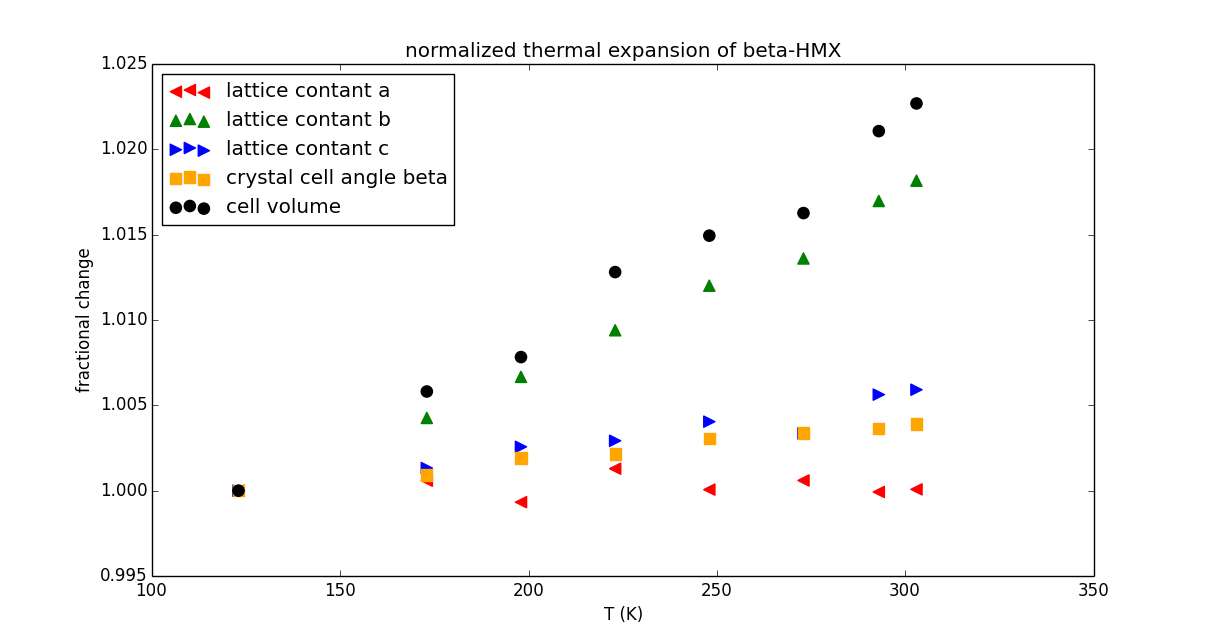 normalized thermal expansion of beta-HMX
1.025
1.020
1.015
1.010
1.005
1.000
0.995
fractional change
lattice contant a
lattice contant b
lattice contant c
crystal cell angle beta
cell volume
100
150
200
250
300
350
T (K)